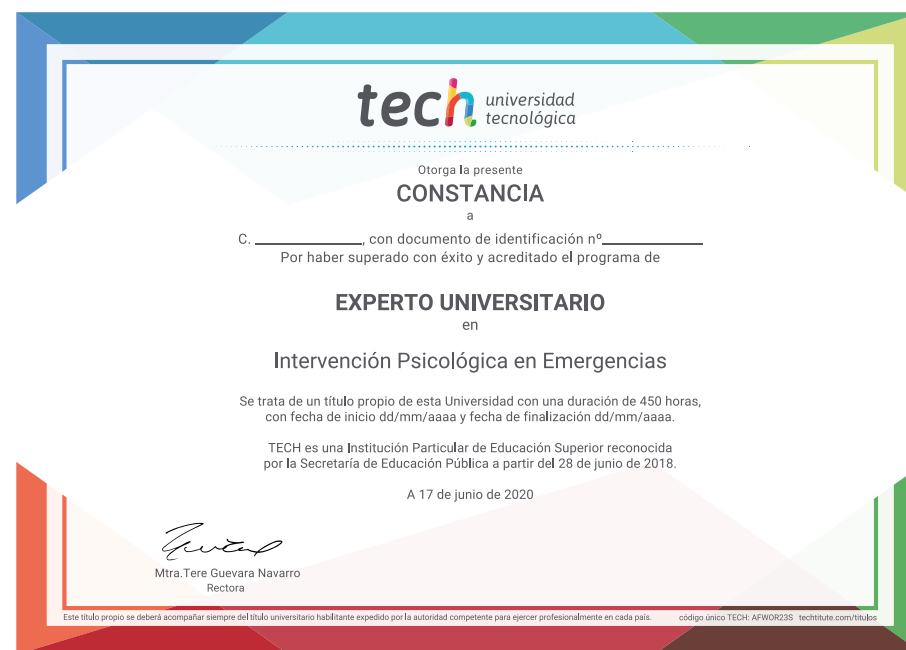 tech universidad
tecnológica
Otorga la presente
CONSTANCIA
a
C. ____________, con documento de identificación nº____________
Por haber superado con éxito y acreditado el programa de
EXPERTO UNIVERSITARIO
en
Intervención Psicológica en Emergencias
Se trata de un título propio de esta Universidad con una duración de 450 horas,
con fecha de inicio dd/mm/aaaa y fecha de finalización dd/mm/aaaa.
TECH es una Institución Particular de Educación Superior reconocida
por la Secretaría de Educación Pública a partir del 28 de junio de 2018.
A 17 de junio de 2020
Mtra.Tere Guevara Navarro
Rectora
Este título propio se deberá acompañar siempre del título universitario habilitante expedido por la autoridad competente para ejercer profesionalmente en cada país. código único TECH: AFWOR23S techtitute.com/titulos